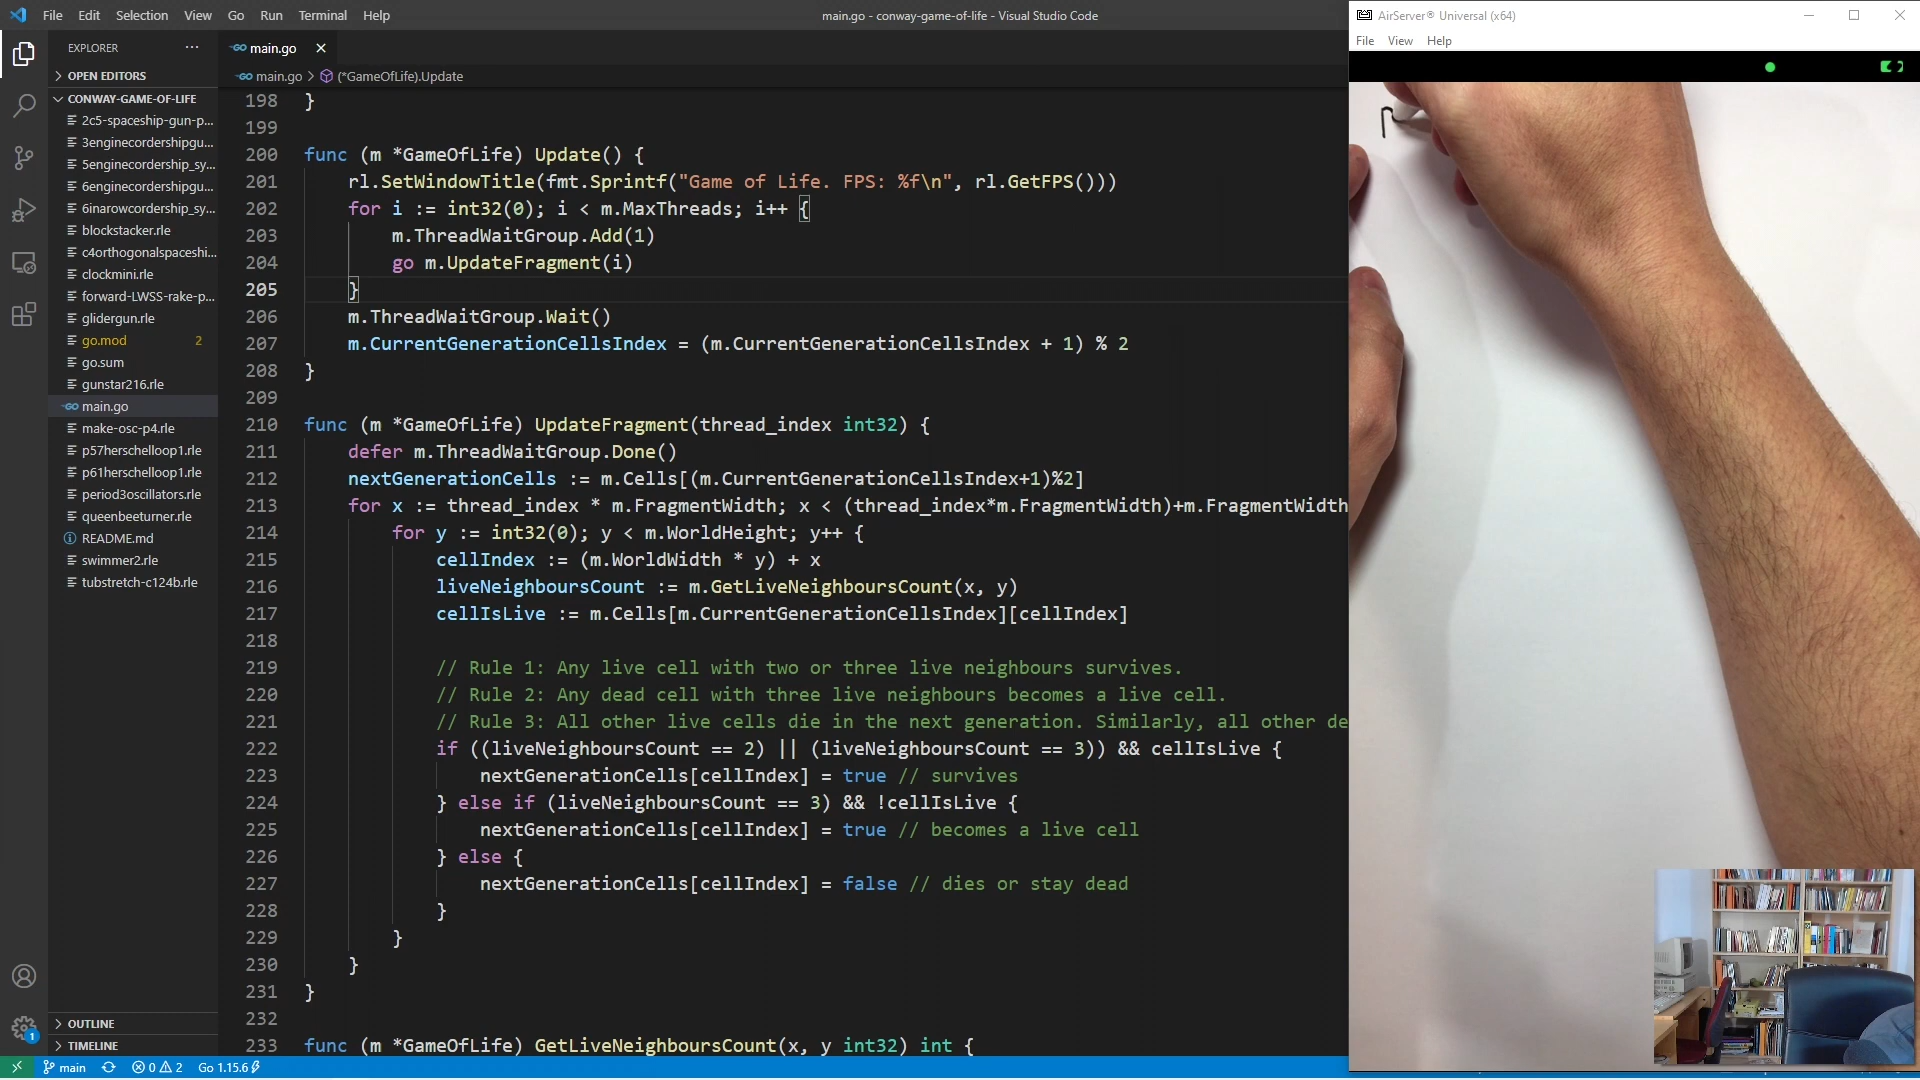 File Edit Selection View Go Run Terminal Help
main.go - conway-game-of-life - Visual Studio Code
EXPLORER ···
OPEN EDITORS
CONWAY-GAME-OF-LIFE
2c5-spaceship-gun-p...
3enginecordershipgu...
5enginecordership_sy...
6enginecordershipgu...
6inarowcordership_sy...
blockstacker.rle
c4orthogonalspaceshi...
clockmini.rle
forward-LWSS-rake-p...
glidergun.rle
go.mod 2
go.sum
gunstar216.rle
main.go
make-osc-p4.rle
p57herschelloop1.rle
p61herschelloop1.rle
period3oscillators.rle
queenbeeturner.rle
README.md
swimmer2.rle
tubstretch-c124b.rle
OUTLINE
TIMELINE
main.go
main.go > (*GameOfLife).Update
198 }
199
200 func (m *GameOfLife) Update() {
201 rl.SetWindowTitle(fmt.Sprintf("Game of Life. FPS: %f\n", rl.GetFPS()))
202 for i := int32(0); i < m.MaxThreads; i++ {
203 m.ThreadWaitGroup.Add(1)
204 go m.UpdateFragment(i)
205 }
206 m.ThreadWaitGroup.Wait()
207 m.CurrentGenerationCellsIndex = (m.CurrentGenerationCellsIndex + 1) % 2
208 }
209
210 func (m *GameOfLife) UpdateFragment(thread_index int32) {
211 defer m.ThreadWaitGroup.Done()
212 nextGenerationCells := m.Cells[(m.CurrentGenerationCellsIndex+1)%2]
213 for x := thread_index * m.FragmentWidth; x < (thread_index*m.FragmentWidth)+m.FragmentWidth
214 for y := int32(0); y < m.WorldHeight; y++ {
215 cellIndex := (m.WorldWidth * y) + x
216 liveNeighboursCount := m.GetLiveNeighboursCount(x, y)
217 cellIsLive := m.Cells[m.CurrentGenerationCellsIndex][cellIndex]
218
219 // Rule 1: Any live cell with two or three live neighbours survives.
220 // Rule 2: Any dead cell with three live neighbours becomes a live cell.
221 // Rule 3: All other live cells die in the next generation. Similarly, all other de
222 if ((liveNeighboursCount == 2) || (liveNeighboursCount == 3)) && cellIsLive {
223 nextGenerationCells[cellIndex] = true // survives
224 } else if (liveNeighboursCount == 3) && !cellIsLive {
225 nextGenerationCells[cellIndex] = true // becomes a live cell
226 } else {
227 nextGenerationCells[cellIndex] = false // dies or stay dead
228 }
229 }
230 }
231 }
232
233 func (m *GameOfLife) GetLiveNeighboursCount(x, y int32) int {
1
main 0 2 Go 1.15.6
AirServer® Universal (x64)
File View Help